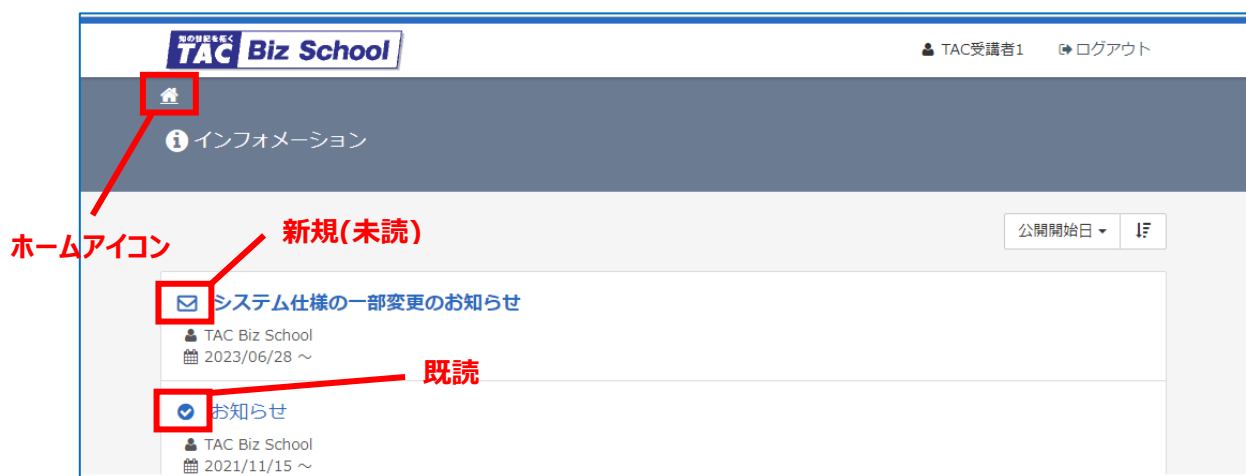 知の世紀を拓く
TAC Biz School
TAC受講者1 ログアウト
インフォメーション
ホームアイコン
新規(未読)
公開開始日
システム仕様の一部変更のお知らせ
TAC Biz School
2023/06/28 ～
既読
お知らせ
TAC Biz School
2021/11/15 ～